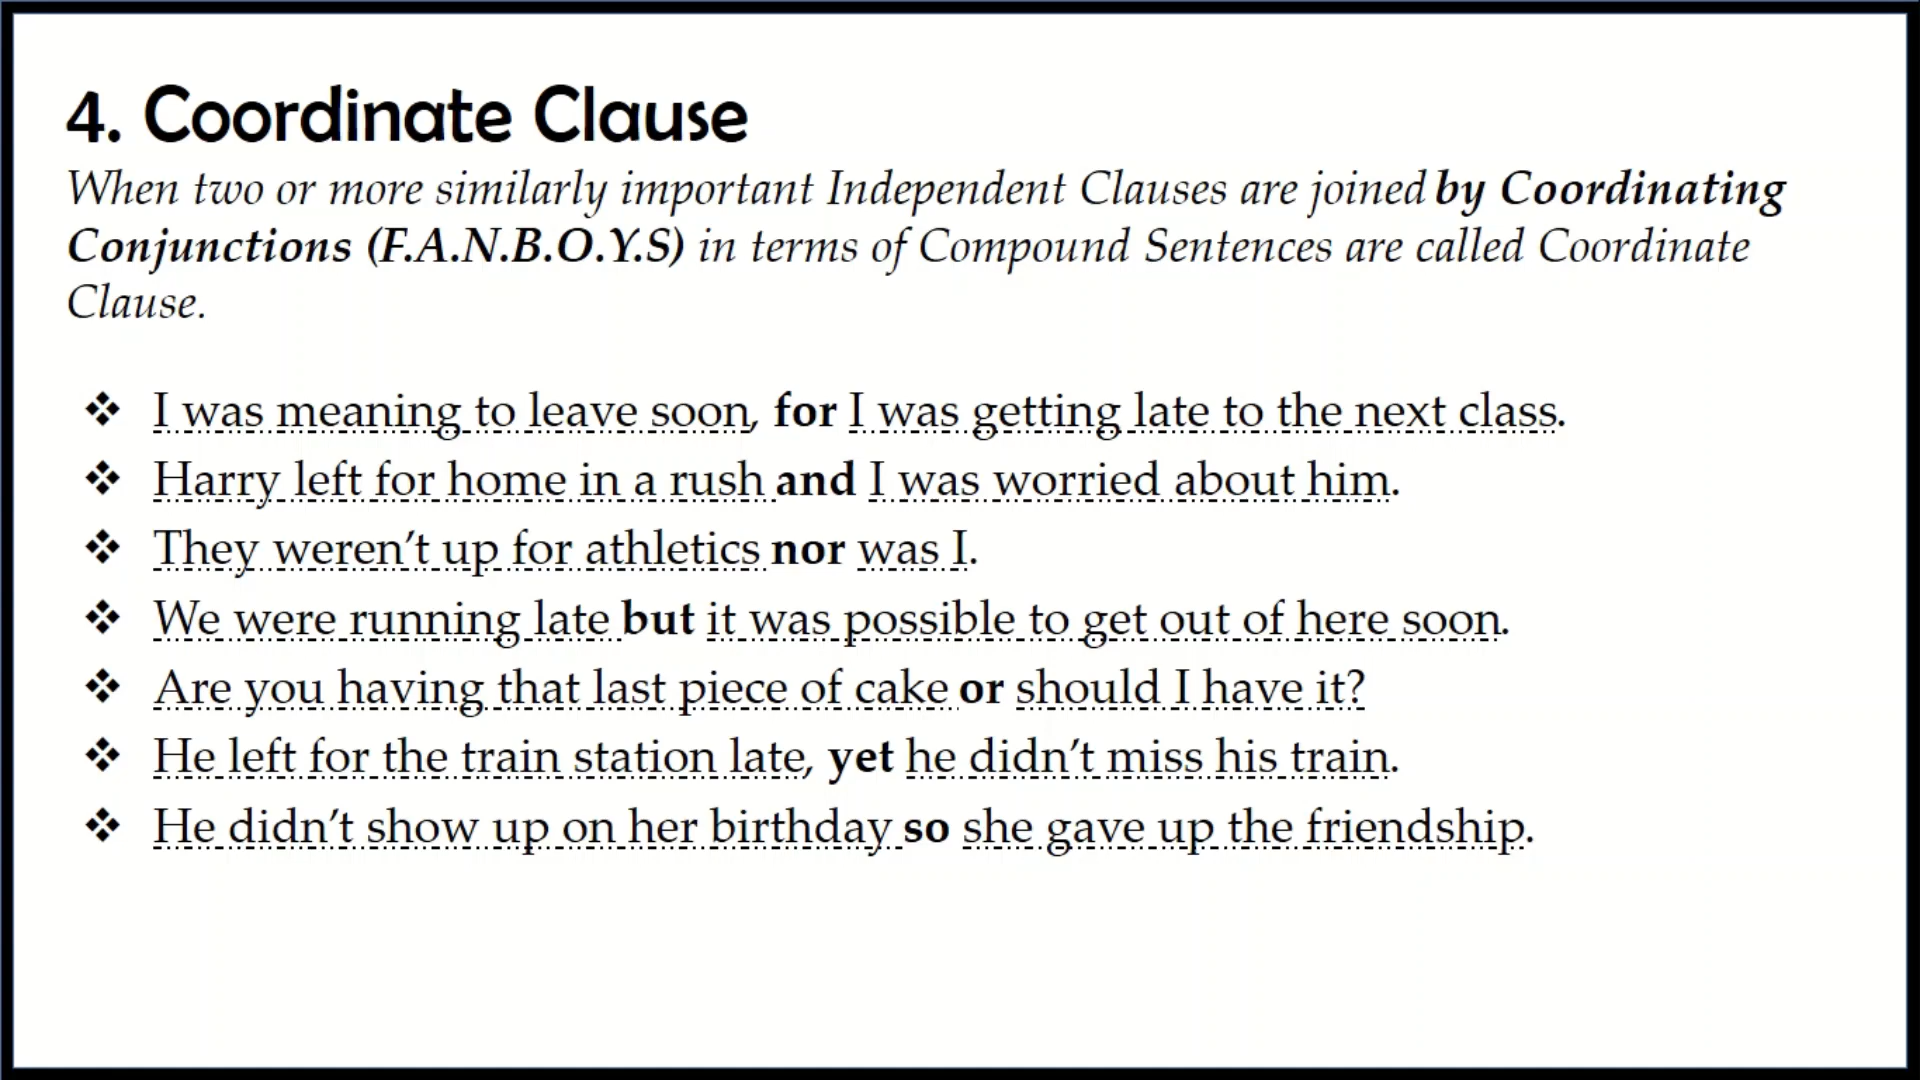 4. Coordinate Clause
When two or more similarly important Independent Clauses are joined by Coordinating
Conjunctions (F.A.N.B.O.Y.S) in terms of Compound Sentences are called Coordinate
Clause.
❖ I was meaning to leave soon, for I was getting late to the next class.
❖ Harry left for home in a rush and I was worried about him.
❖ They weren’t up for athletics nor was I.
❖ We were running late but it was possible to get out of here soon.
❖ Are you having that last piece of cake or should I have it?
❖ He left for the train station late, yet he didn’t miss his train.
❖ He didn’t show up on her birthday so she gave up the friendship.